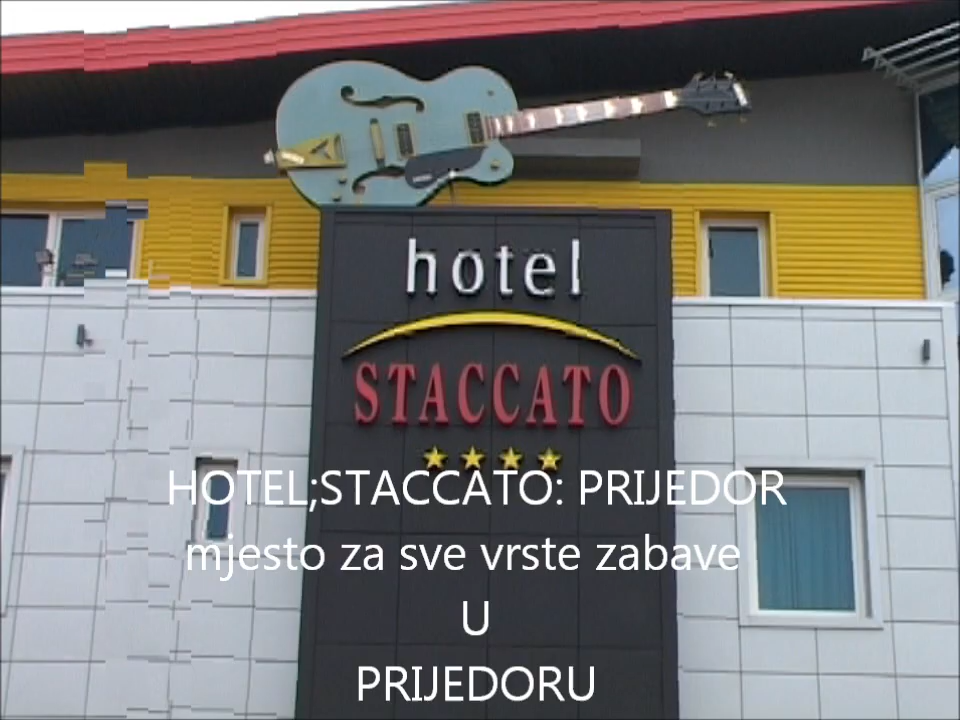 hotel
STACCATO
HOTEL;STACCATO: PRIJEDOR
mjesto za sve vrste zabave
U
PRIJEDORU